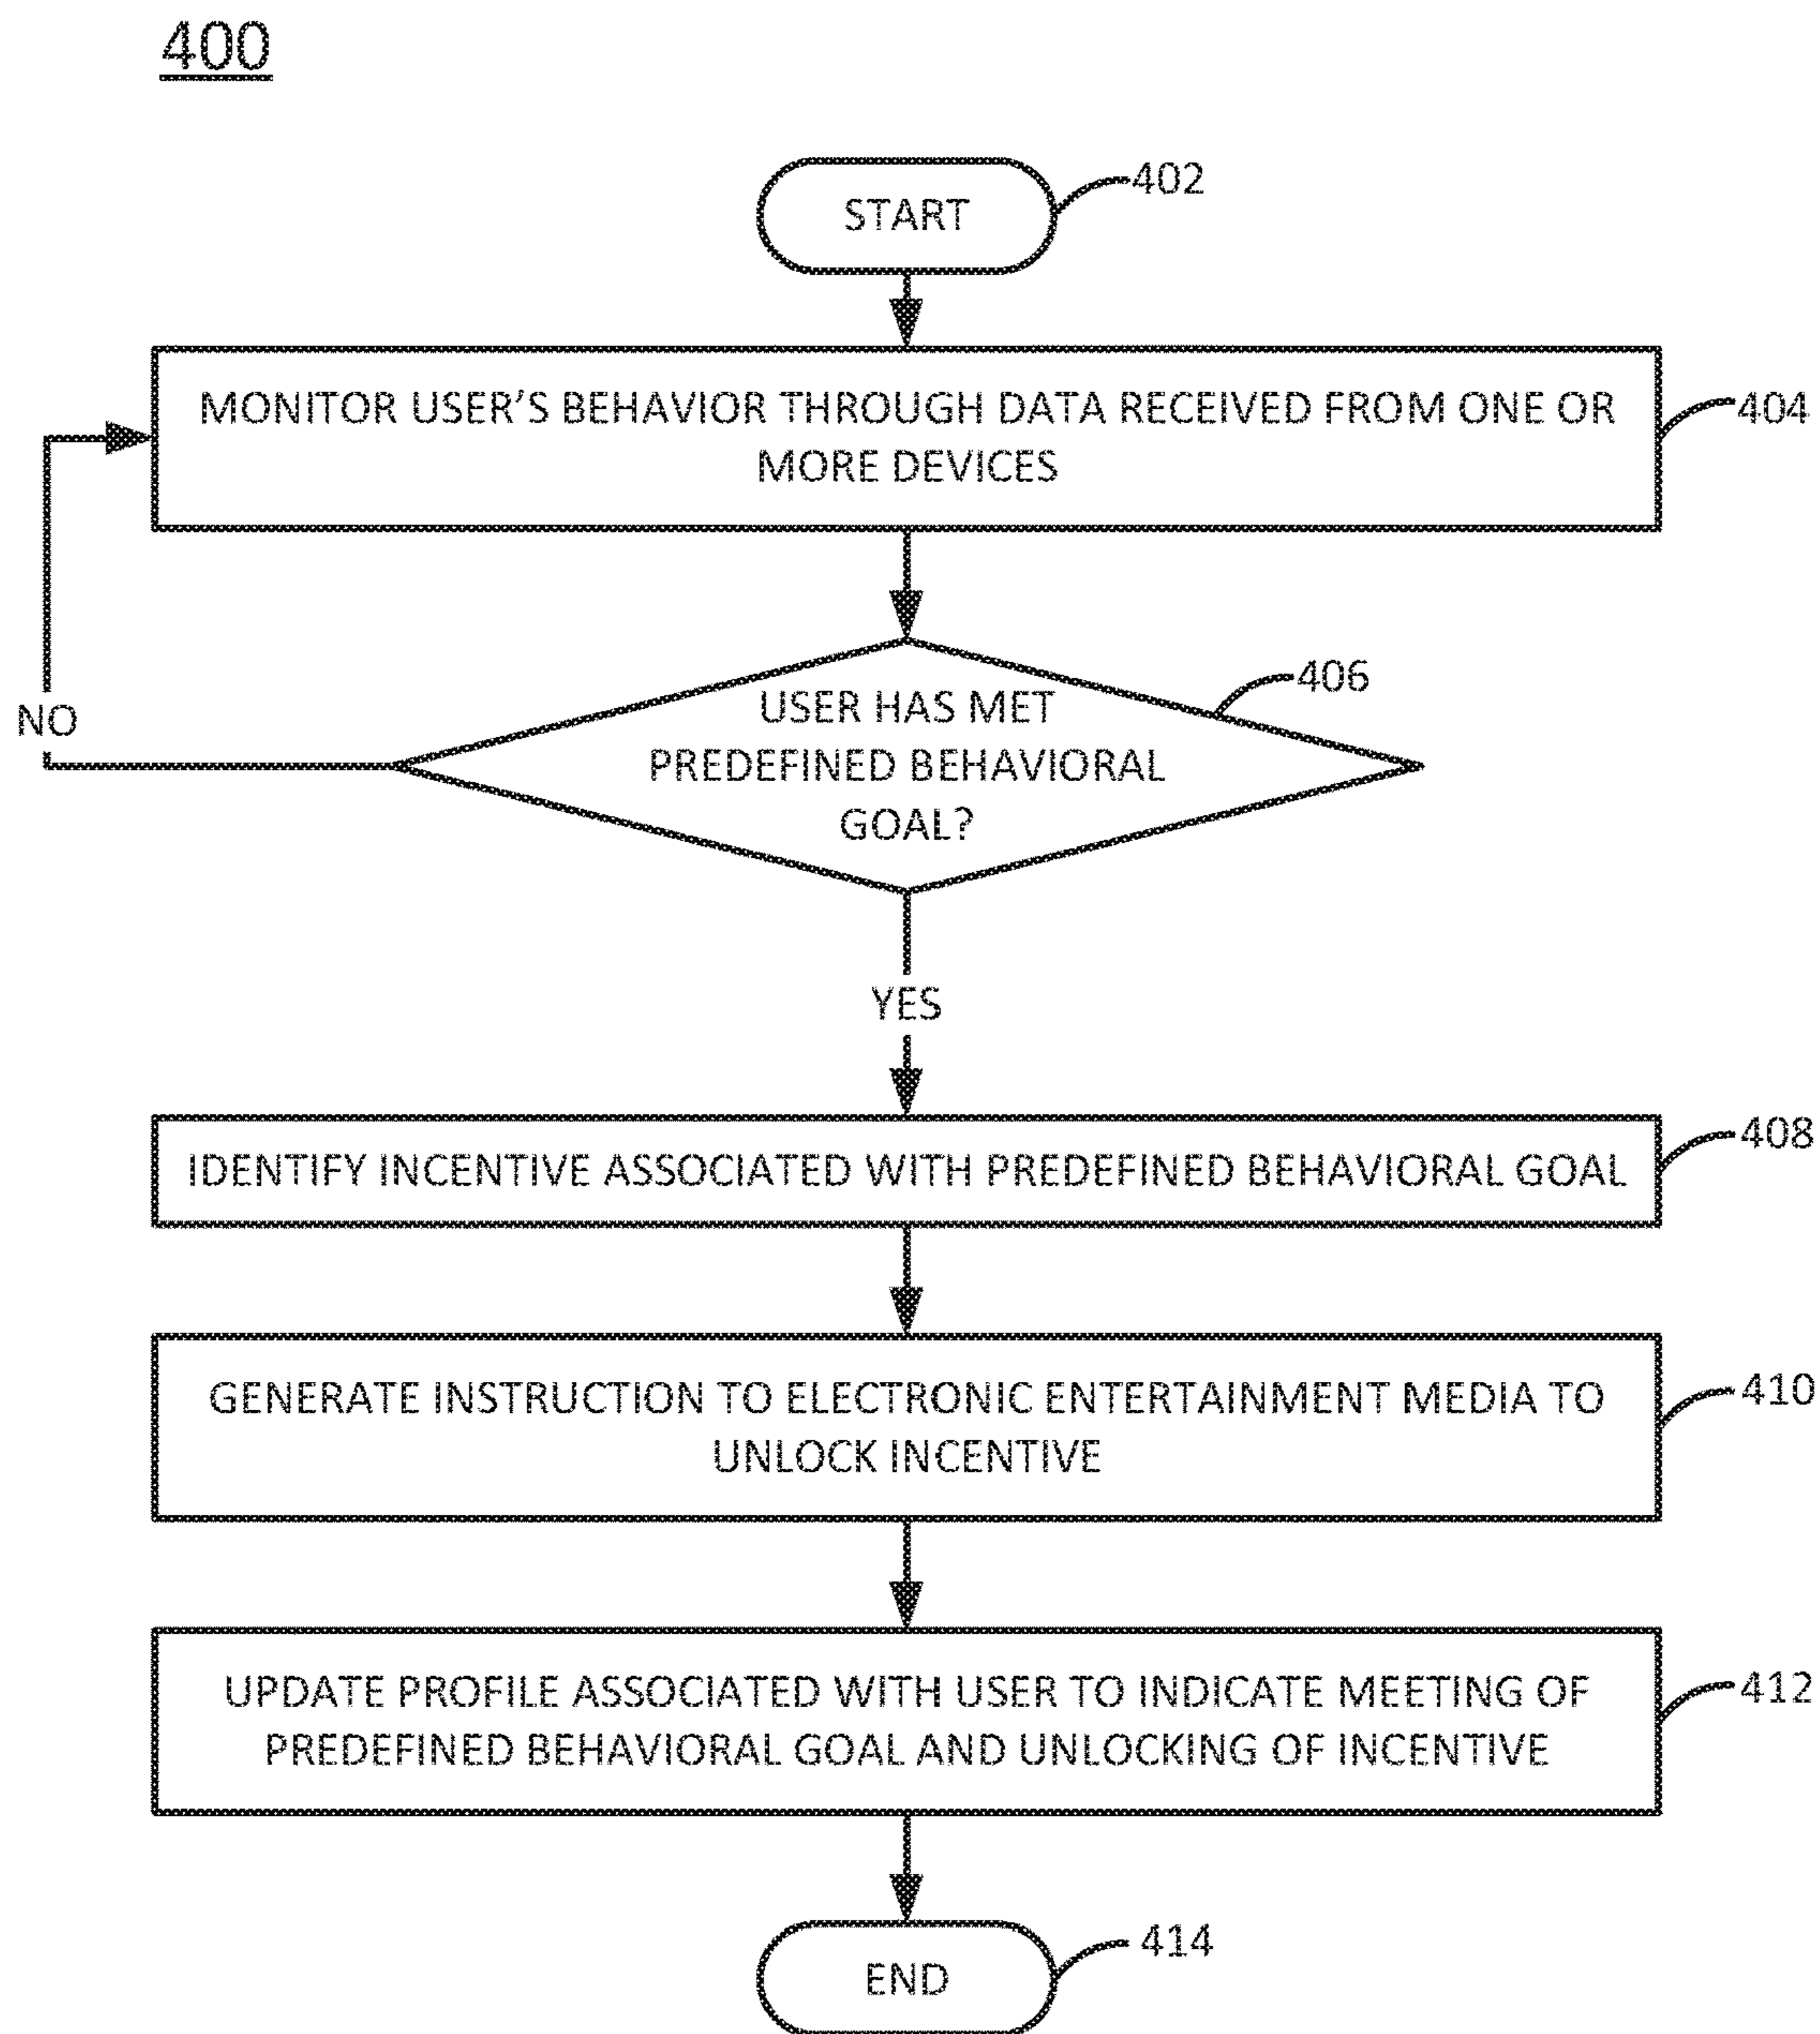 400
START
402
MONITOR USER'S BEHAVIOR THROUGH DATA RECEIVED FROM ONE OR
MORE DEVICES
404
USER HAS MET
PREDEFINED BEHAVIORAL
GOAL?
406
NO
YES
IDENTIFY INCENTIVE ASSOCIATED WITH PREDEFINED BEHAVIORAL GOAL
408
GENERATE INSTRUCTION TO ELECTRONIC ENTERTAINMENT MEDIA TO
UNLOCK INCENTIVE
410
UPDATE PROFILE ASSOCIATED WITH USER TO INDICATE MEETING OF
PREDEFINED BEHAVIORAL GOAL AND UNLOCKING OF INCENTIVE
412
END
414